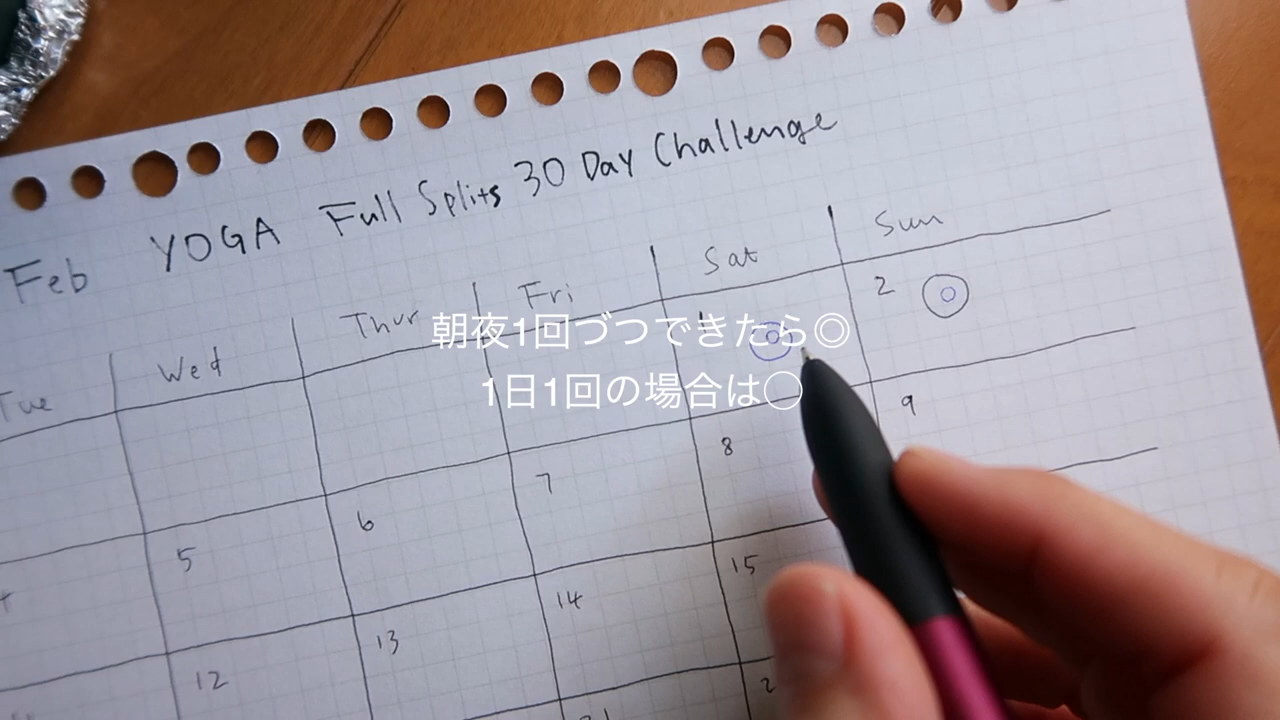 YOGA Full Splits 30 Day Challenge
Feb
Tue Wed Thur Fri Sat Sun
1 2
朝夜1回づつできたら◎
1日1回の場合は○
5 6 7 8 9
12 13 14 15